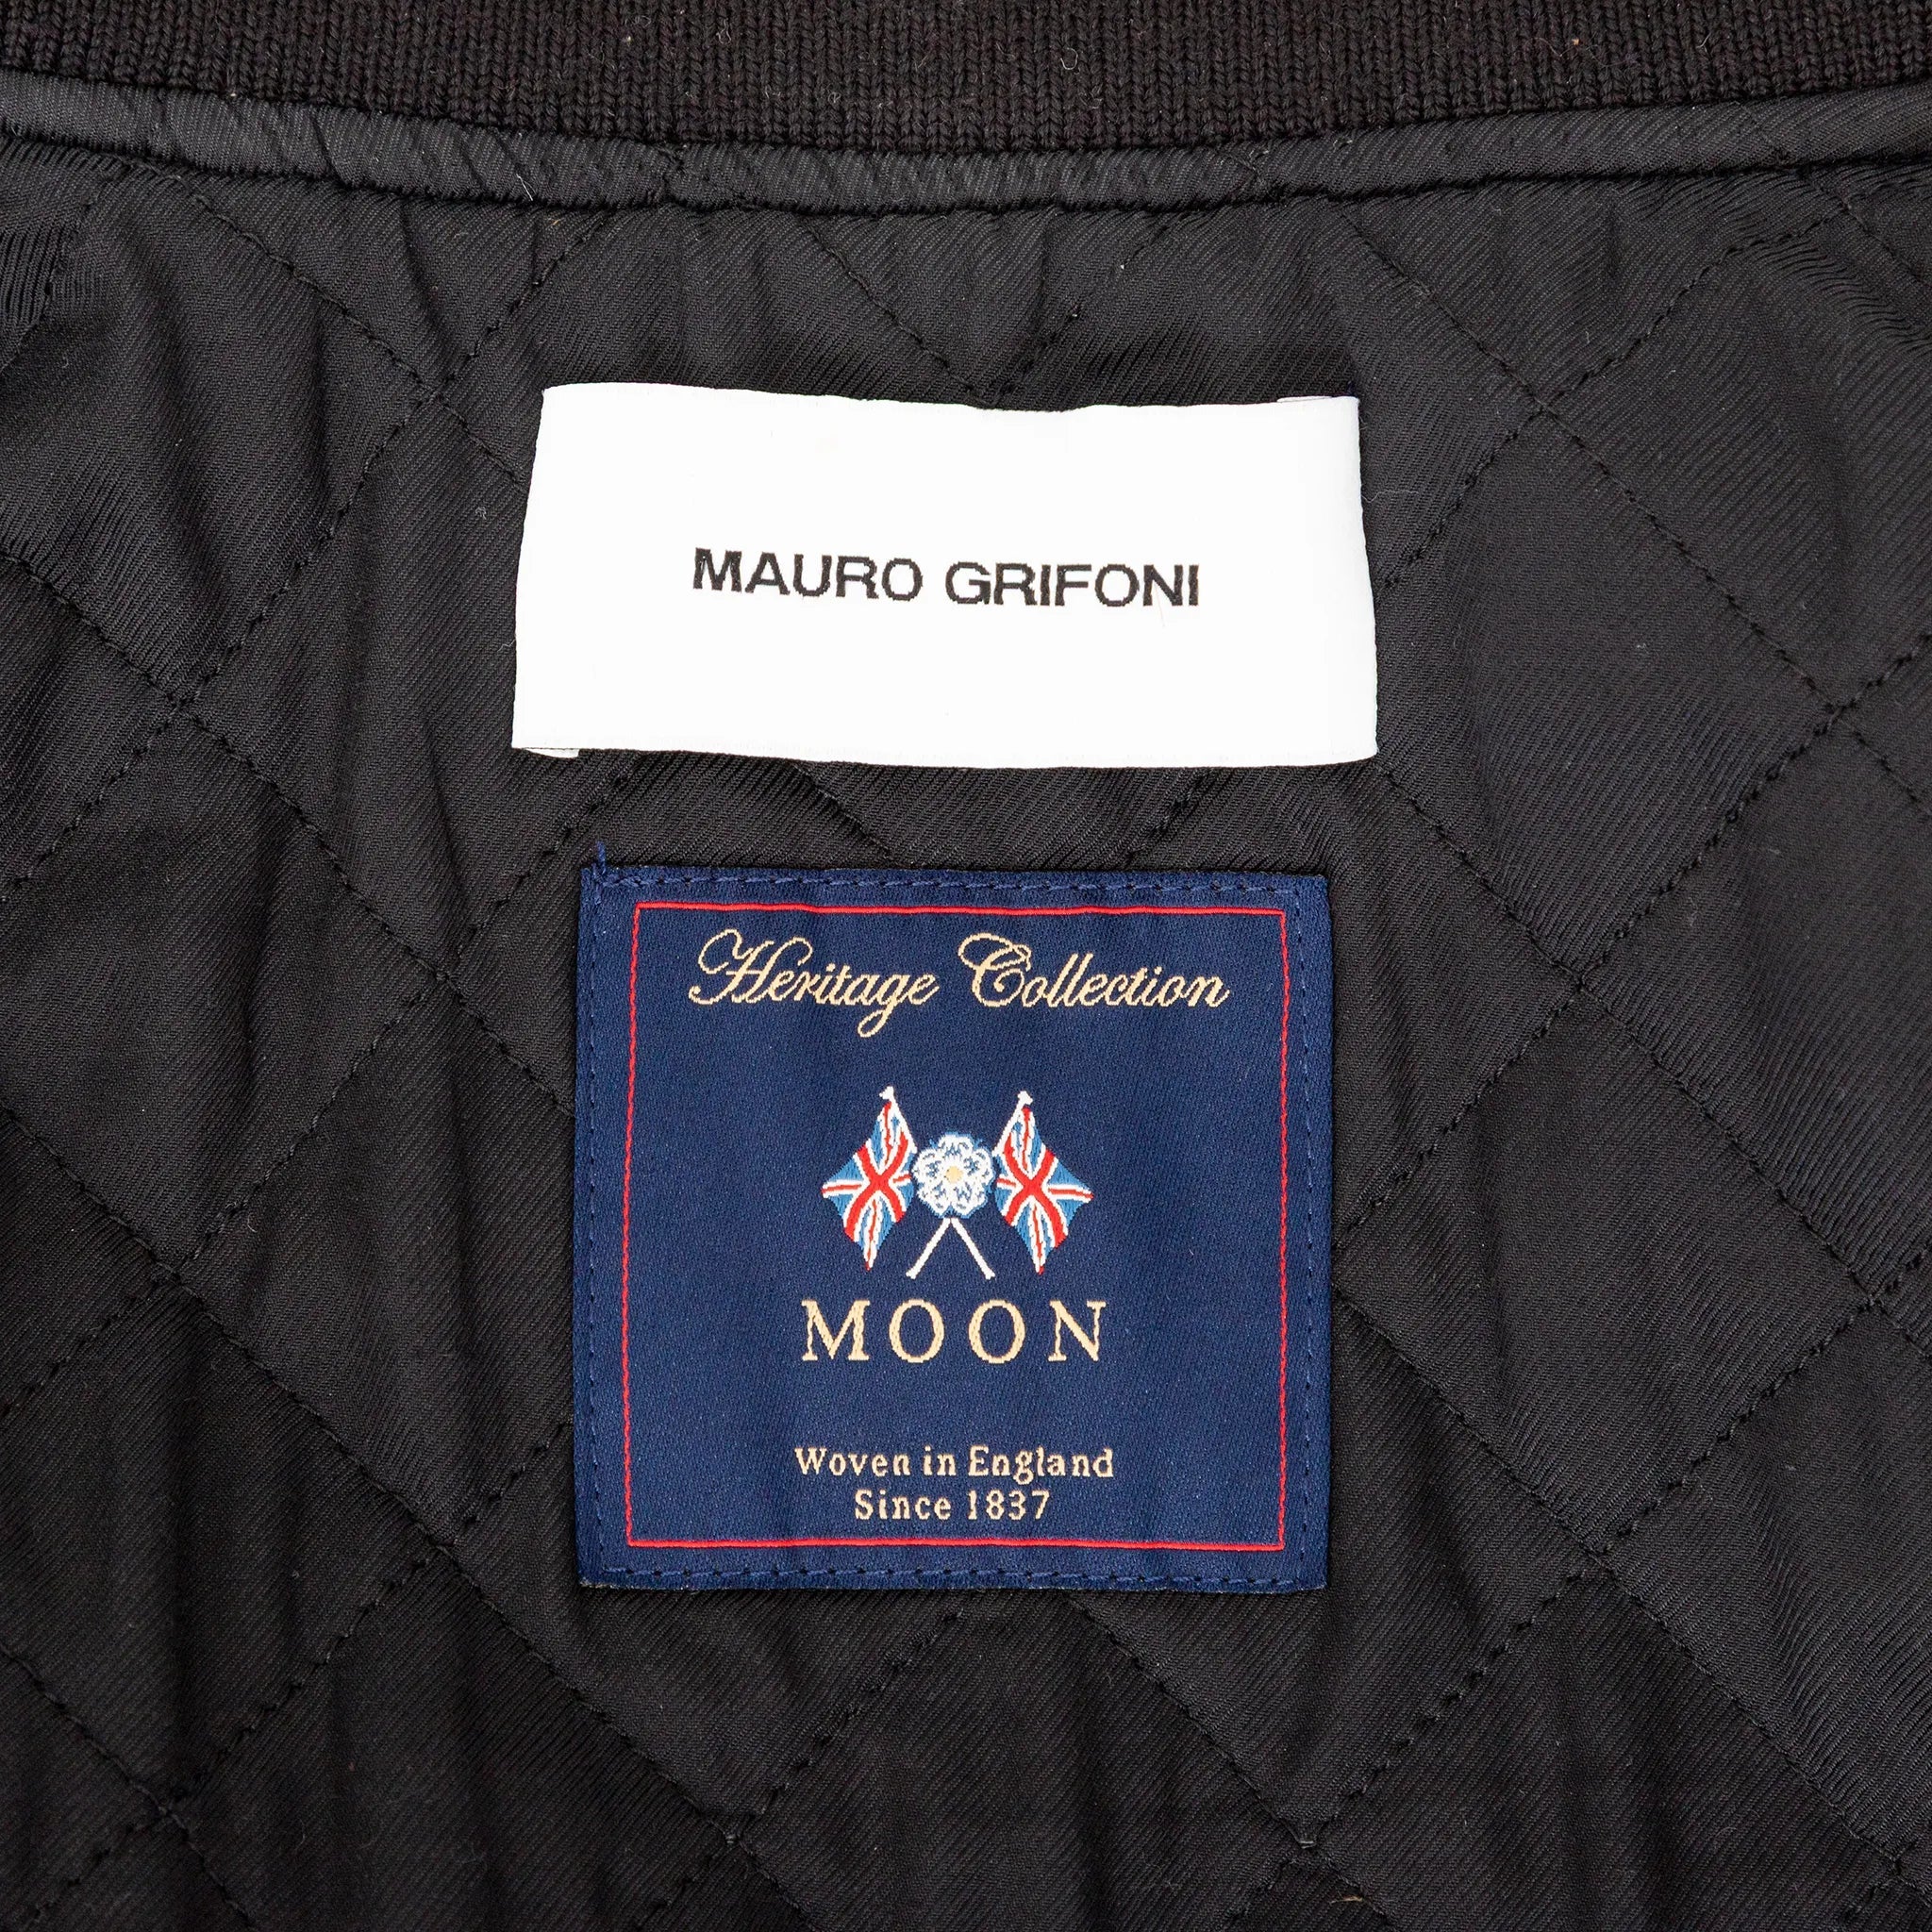 MAURO GRIFONI
Heritage Collection
MOON
Woven in England
Since 1837